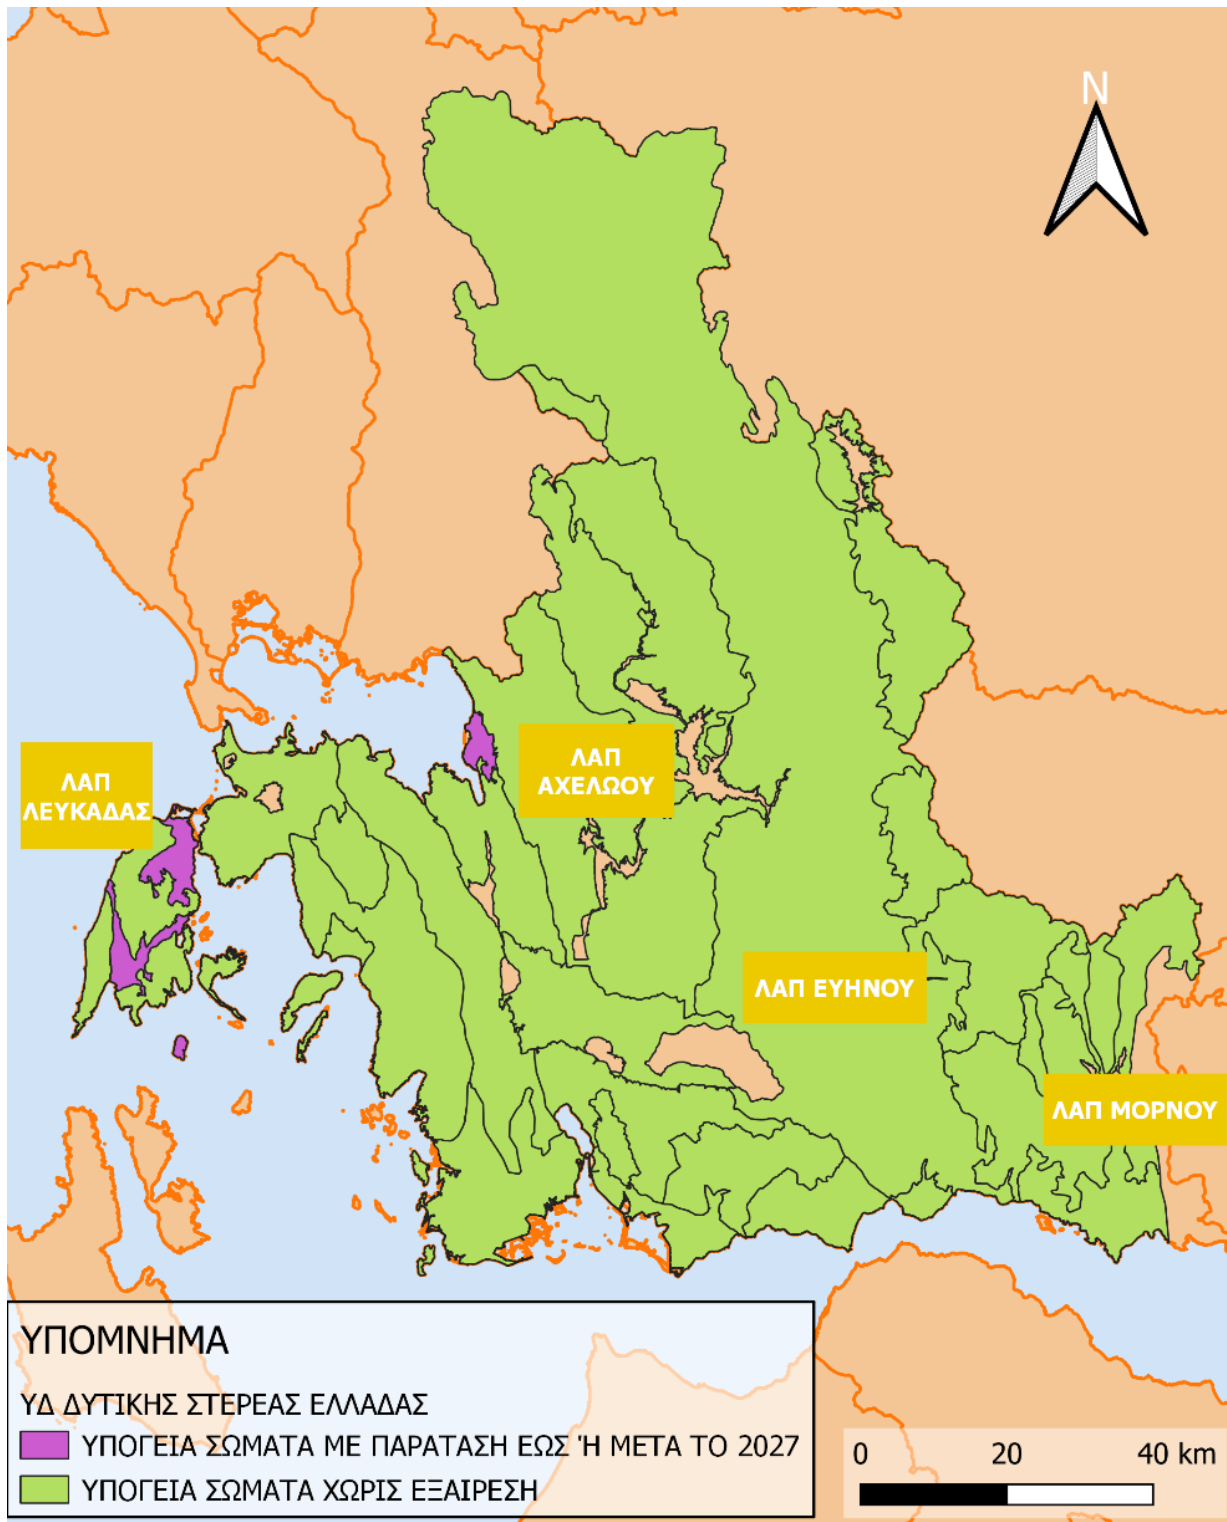 N
ΛΑΠ
ΛΕΥΚΑΔΑΣ
ΛΑΠ
ΑΧΕΛΩΟΥ
ΛΑΠ ΕΥΗΝΟΥ
ΛΑΠ ΜΟΡΝΟΥ
ΥΠΟΜΝΗΜΑ
ΥΔ ΔΥΤΙΚΗΣ ΣΤΕΡΕΑΣ ΕΛΛΑΔΑΣ
ΥΠΟΓΕΙΑ ΣΩΜΑΤΑ ΜΕ ΠΑΡΑΤΑΣΗ ΕΩΣ Ή ΜΕΤΑ ΤΟ 2027
ΥΠΟΓΕΙΑ ΣΩΜΑΤΑ ΧΩΡΙΣ ΕΞΑΙΡΕΣΗ
0 20 40 km